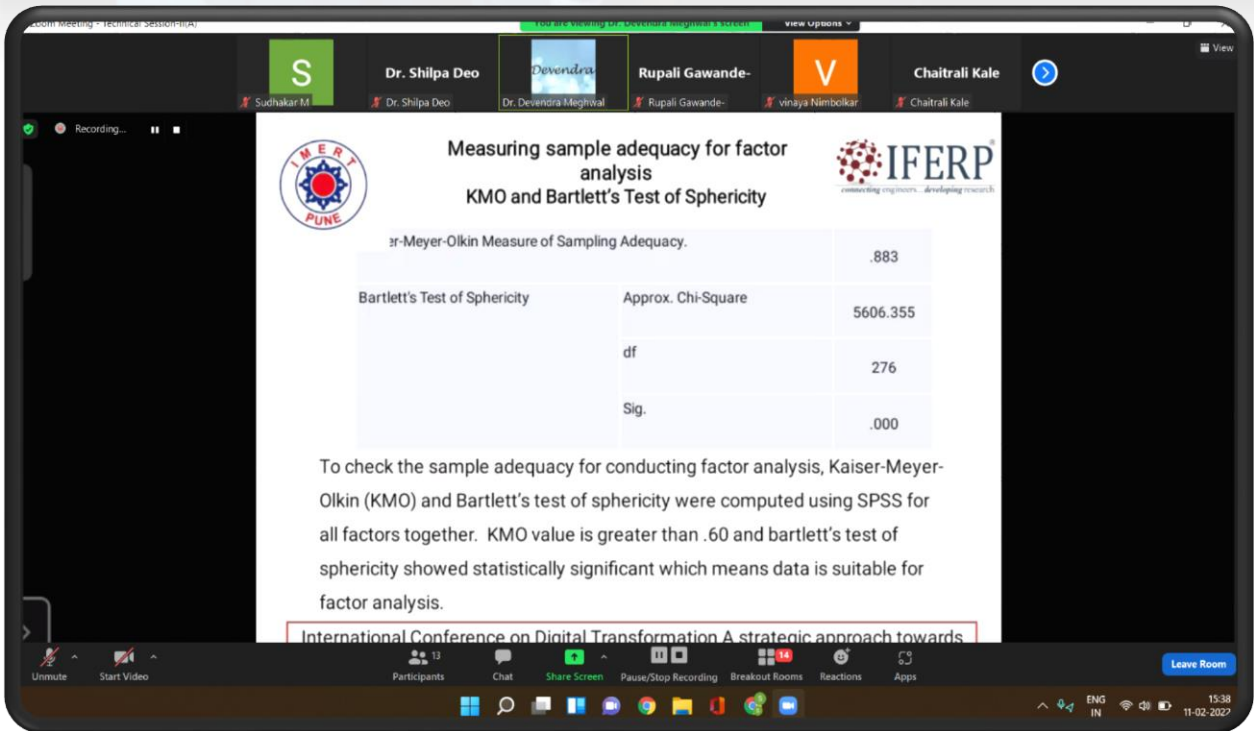 Zoom Meeting - Technical Session-II(A)
You are viewing Dr. Devendra Meghwal's screen
View Options
View
S
Sudhakar M
Dr. Shilpa Deo
Dr. Shilpa Deo
Devendra
Dr. Devendra Meghwal
Rupali Gawande-
Rupali Gawande-
V
vinaya Nimbolkar
Chaitrali Kale
Chaitrali Kale
Recording...
IMERT
PUNE
Measuring sample adequacy for factor
analysis
KMO and Bartlett's Test of Sphericity
IFERP
connecting engineers... developing research
er-Meyer-Olkin Measure of Sampling Adequacy.
.883
Bartlett's Test of Sphericity
Approx. Chi-Square
5606.355
df
276
Sig.
.000
To check the sample adequacy for conducting factor analysis, Kaiser-Meyer-
Olkin (KMO) and Bartlett's test of sphericity were computed using SPSS for
all factors together. KMO value is greater than .60 and bartlett's test of
sphericity showed statistically significant which means data is suitable for
factor analysis.
International Conference on Digital Transformation A strategic approach towards
Unmute
Start Video
13
Participants
Chat
Share Screen
Pause/Stop Recording
14
Breakout Rooms
Reactions
Apps
Leave Room
ENG
IN
15:38
11-02-2022